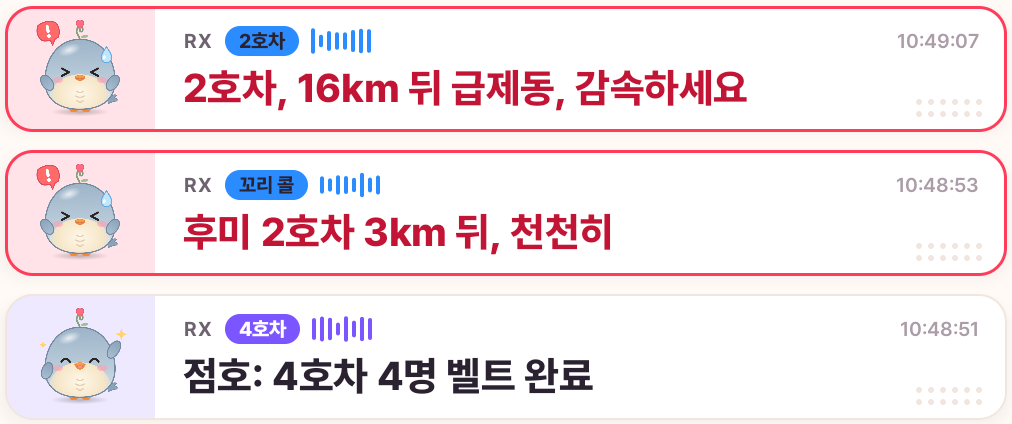 RX 2호차 10:49:07
2호차, 16km 뒤 급제동, 감속하세요
RX 꼬리 콜 10:48:53
후미 2호차 3km 뒤, 천천히
RX 4호차 10:48:51
점호: 4호차 4명 벨트 완료